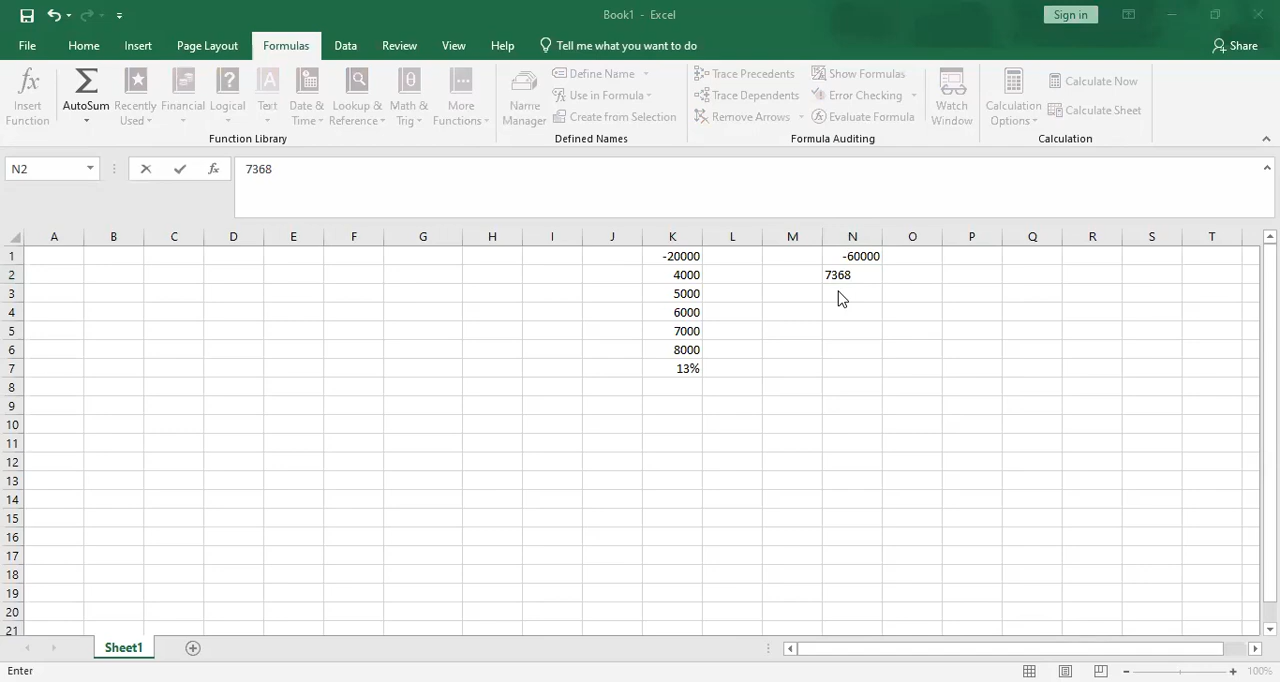 Book1 - Excel
Sign in
File Home Insert Page Layout Formulas Data Review View Help Tell me what you want to do Share
Insert Function
AutoSum
Recently Used
Financial
Logical
Text
Date & Time
Lookup & Reference
Math & Trig
More Functions
Function Library
Name Manager
Define Name
Use in Formula
Create from Selection
Defined Names
Trace Precedents
Trace Dependents
Remove Arrows
Show Formulas
Error Checking
Evaluate Formula
Formula Auditing
Watch Window
Calculation Options
Calculate Now
Calculate Sheet
Calculation
N2 fx 7368
A B C D E F G H I J K L M N O P Q R S T
1 -20000 -60000
2 4000 7368
3 5000
4 6000
5 7000
6 8000
7 13%
8
9
10
11
12
13
14
15
16
17
18
19
20
21
Sheet1
Enter 100%